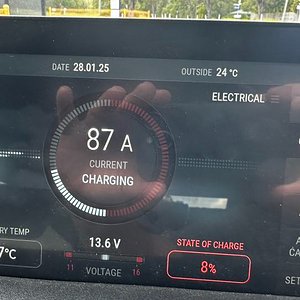 DATE 28.01.25 OUTSIDE 24 °C
ELECTRICAL
87 A
CURRENT
CHARGING
RY TEMP 13.6 V STATE OF CHARGE
7°C 11 16 8%
VOLTAGE
SET